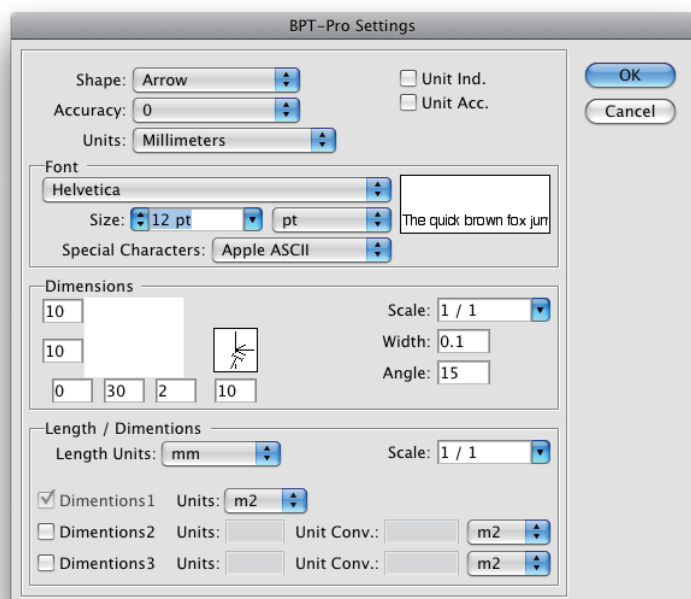 BPT-Pro Settings
Shape: Arrow
Unit Ind.
OK
Accuracy: 0
Unit Acc.
Cancel
Units: Millimeters
Font
Helvetica
Size: 12 pt pt
The quick brown fox jum
Special Characters: Apple ASCII
Dimensions
10
Scale: 1 / 1
10
Width: 0.1
Angle: 15
0 30 2 10
Length / Dimentions
Length Units: mm Scale: 1 / 1
Dimentions1 Units: m2
Dimentions2 Units: Unit Conv.: m2
Dimentions3 Units: Unit Conv.: m2